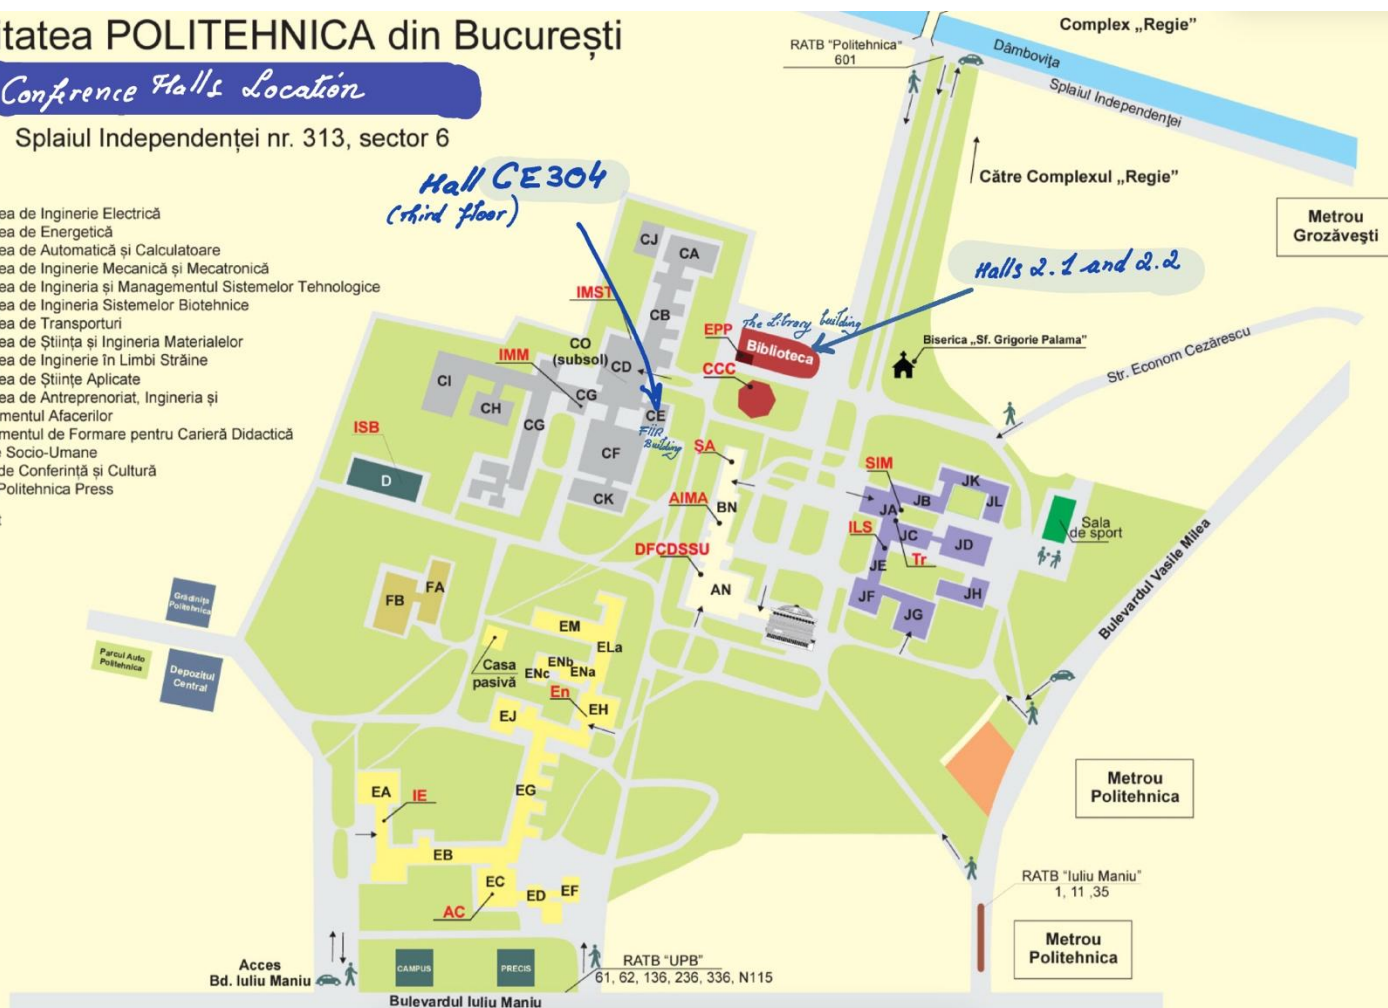 itatea POLITEHNICA din București
Conference Halls Location
Splaiul Independenței nr. 313, sector 6
ea de Inginerie Electrică
ea de Energetică
ea de Automatică și Calculatoare
ea de Inginerie Mecanică și Mecatronică
ea de Ingineria și Managementul Sistemelor Tehnologice
ea de Ingineria Sistemelor Biotehnice
ea de Transporturi
ea de Știința și Ingineria Materialelor
ea de Inginerie în Limbi Străine
ea de Științe Aplicate
ea de Antreprenoriat, Ingineria și
mentul Afacerilor
mentul de Formare pentru Carieră Didactică
Socio-Umane
de Conferință și Cultură
Politehnica Press
Hall CE304
(third floor)
RATB "Politehnica"
601
Complex „Regie”
Dâmbovița
Splaiul Independenței
Către Complexul „Regie”
Metrou
Grozăvești
Halls 2.1 and 2.2
The Library building
Biblioteca
EPP
CCC
Biserica „Sf. Grigorie Palama”
Str. Econom Cezărescu
CJ
CA
IMST
CB
CO
(subsol)
CD
IMM
CI
CH
CG
CG
CE
FIIR
Building
CF
CK
ISB
D
ȘA
AIMA
BN
DFCDSSU
AN
SIM
JK
JB
JL
JA
ILS
JC
JD
JE
Tr
JF
JG
JH
Sala
de sport
Bulevardul Vasile Milea
Grădinița
Politehnica
Parcul Auto
Politehnica
Depozitul
Central
FB
FA
EM
ELa
Casa
pasivă
ENb
ENc
ENa
En
EJ
EH
EA
IE
EG
EB
EC
ED
EF
AC
Metrou
Politehnica
RATB "Iuliu Maniu"
1, 11 ,35
Metrou
Politehnica
Acces
Bd. Iuliu Maniu
CAMPUS
PRECIS
RATB "UPB"
61, 62, 136, 236, 336, N115
Bulevardul Iuliu Maniu